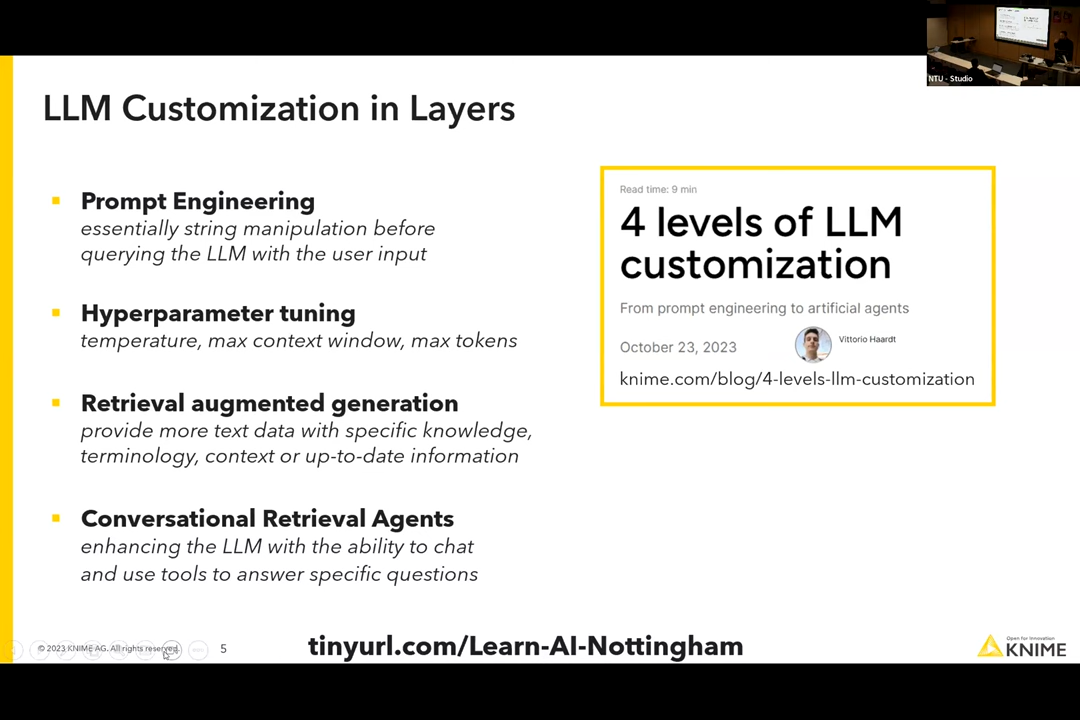 NTU - Studio
LLM Customization in Layers
Prompt Engineering
essentially string manipulation before
querying the LLM with the user input
Hyperparameter tuning
temperature, max context window, max tokens
Retrieval augmented generation
provide more text data with specific knowledge,
terminology, context or up-to-date information
Conversational Retrieval Agents
enhancing the LLM with the ability to chat
and use tools to answer specific questions
Read time: 9 min
4 levels of LLM
customization
From prompt engineering to artificial agents
October 23, 2023
Vittorio Haardt
knime.com/blog/4-levels-llm-customization
© 2023 KNIME AG. All rights reserved.
5
tinyurl.com/Learn-AI-Nottingham
Open for Innovation
KNIME